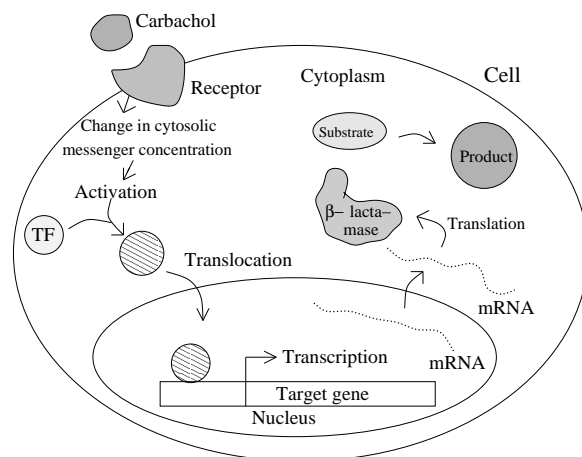 Carbachol
Receptor
Cytoplasm
Cell
Change in cytosolic
messenger concentration
Activation
TF
Translocation
Substrate
Product
β– lacta–
mase
Translation
mRNA
mRNA
Transcription
Target gene
Nucleus